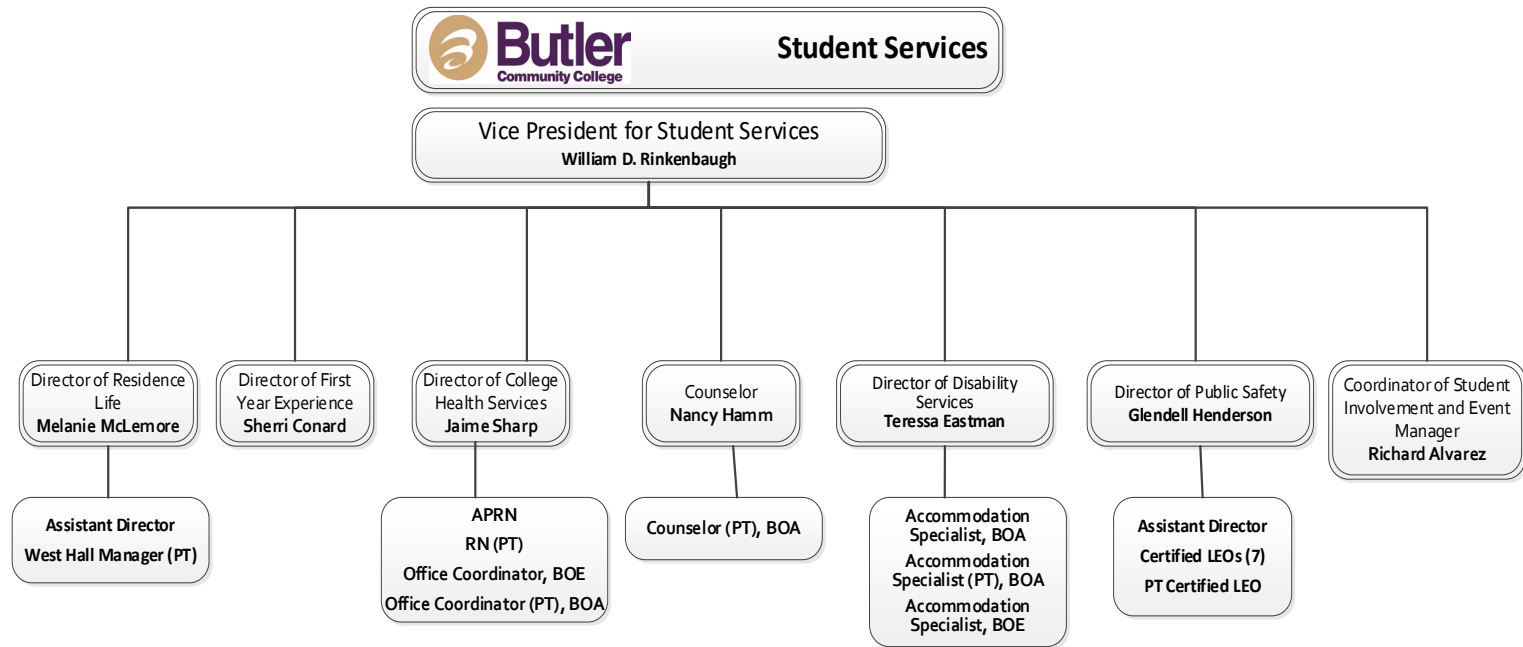 Butler
Community College
Student Services
Vice President for Student Services
William D. Rinkenbaugh
Director of Residence
Life
Melanie McLemore
Director of First
Year Experience
Sherri Conard
Director of College
Health Services
Jaime Sharp
Counselor
Nancy Hamm
Director of Disability
Services
Teressa Eastman
Director of Public Safety
Glendell Henderson
Coordinator of Student
Involvement and Event
Manager
Richard Alvarez
Assistant Director
West Hall Manager (PT)
APRN
RN (PT)
Office Coordinator, BOE
Office Coordinator (PT), BOA
Counselor (PT), BOA
Accommodation
Specialist, BOA
Accommodation
Specialist (PT), BOA
Accommodation
Specialist, BOE
Assistant Director
Certified LEOs (7)
PT Certified LEO